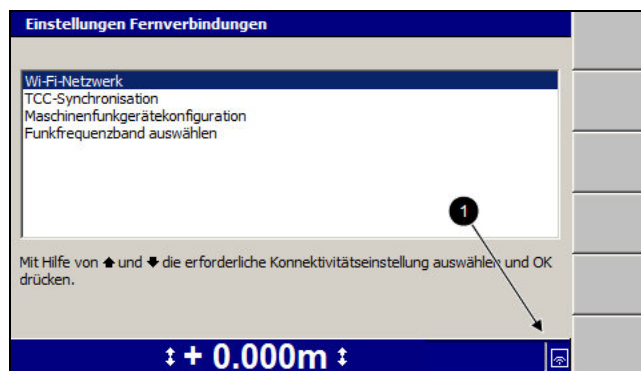 Einstellungen Fernverbindungen
Wi-Fi-Netzwerk
TCC-Synchronisation
Maschinenfunkgerätekonfiguration
Funkfrequenzband auswählen
1
Mit Hilfe von ⬆ und ⬇ die erforderliche Konnektivitätseinstellung auswählen und OK
drücken.
↕ + 0.000m ↕